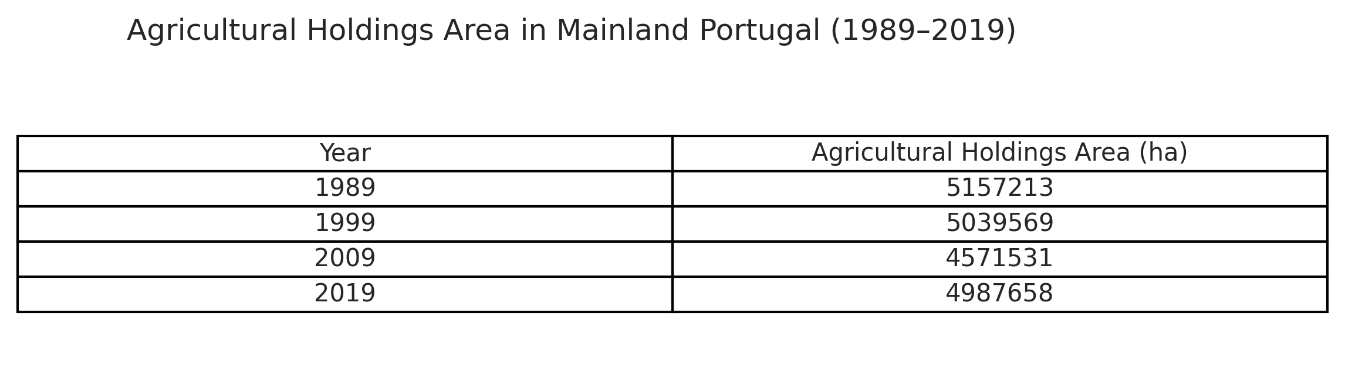 Agricultural Holdings Area in Mainland Portugal (1989–2019)
Year Agricultural Holdings Area (ha)
1989 5157213
1999 5039569
2009 4571531
2019 4987658